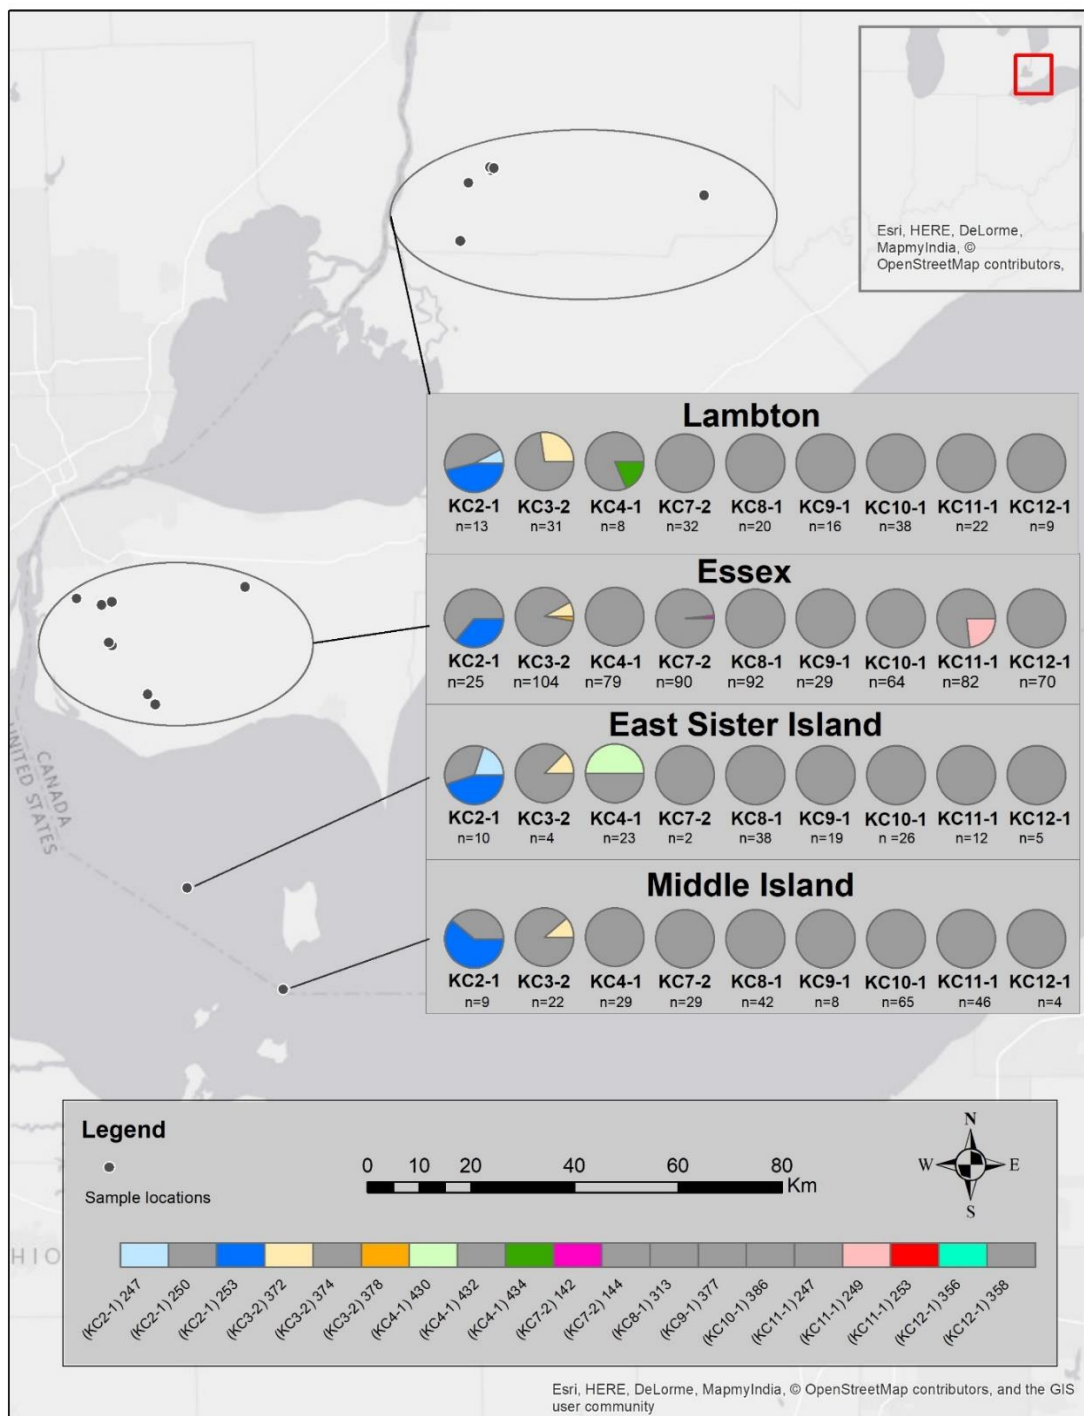 Esri, HERE, DeLorme,
MapmyIndia, ©
OpenStreetMap contributors,
Lambton
KC2-1 KC3-2 KC4-1 KC7-2 KC8-1 KC9-1 KC10-1 KC11-1 KC12-1
n=13 n=31 n=8 n=32 n=20 n=16 n=38 n=22 n=9
Essex
KC2-1 KC3-2 KC4-1 KC7-2 KC8-1 KC9-1 KC10-1 KC11-1 KC12-1
n=25 n=104 n=79 n=90 n=92 n=29 n=64 n=82 n=70
East Sister Island
KC2-1 KC3-2 KC4-1 KC7-2 KC8-1 KC9-1 KC10-1 KC11-1 KC12-1
n=10 n=4 n=23 n=2 n=38 n=19 n =26 n=12 n=5
Middle Island
KC2-1 KC3-2 KC4-1 KC7-2 KC8-1 KC9-1 KC10-1 KC11-1 KC12-1
n=9 n=22 n=29 n=29 n=42 n=8 n=65 n=46 n=4
CANADA
UNITED STATES
Legend
Sample locations
0 10 20 40 60 80
Km
N
W E
S
HIO
(KC2-1) 247
(KC2-1) 250
(KC2-1) 253
(KC3-2) 372
(KC3-2) 374
(KC3-2) 378
(KC4-1) 430
(KC4-1) 432
(KC4-1) 434
(KC7-2) 142
(KC7-2) 144
(KC8-1) 313
(KC9-1) 377
(KC10-1) 386
(KC11-1) 247
(KC11-1) 249
(KC11-1) 253
(KC12-1) 356
(KC12-1) 358
Esri, HERE, DeLorme, MapmyIndia, © OpenStreetMap contributors, and the GIS
user community